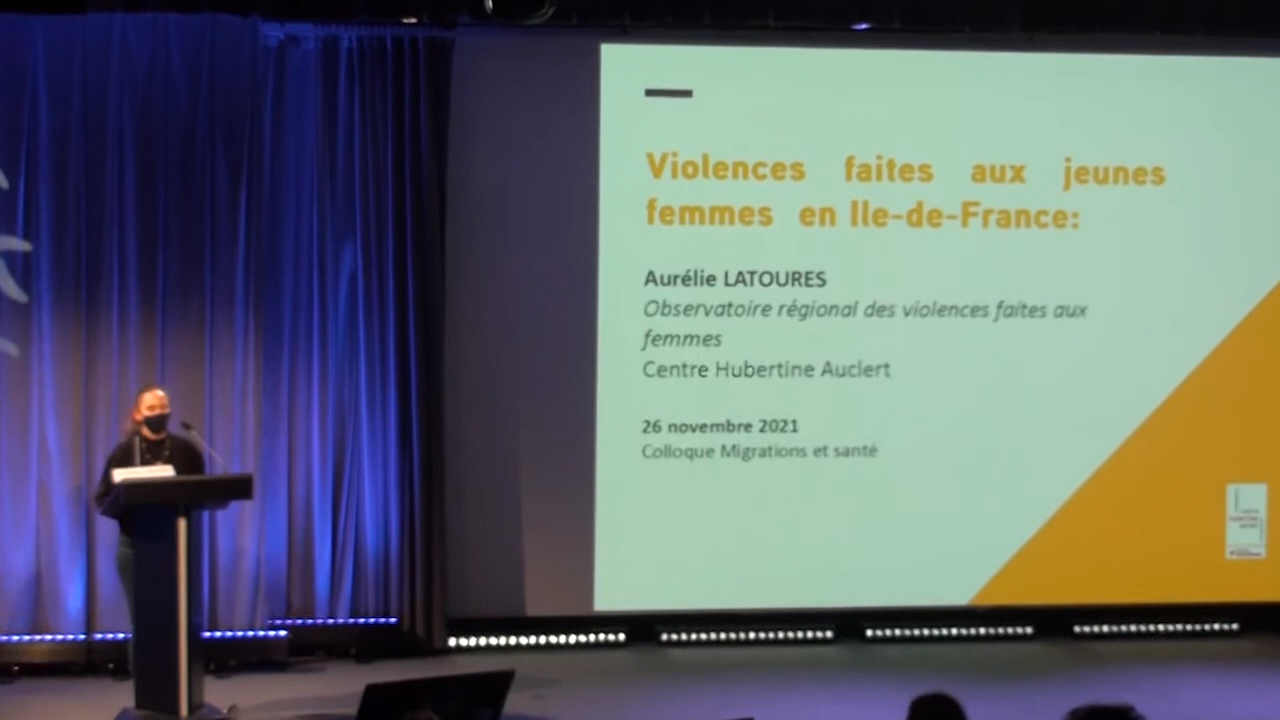 Violences faites aux jeunes
femmes en Ile-de-France:
Aurélie LATOURES
Observatoire régional des violences faites aux
femmes
Centre Hubertine Auclert
26 novembre 2021
Colloque Migrations et santé